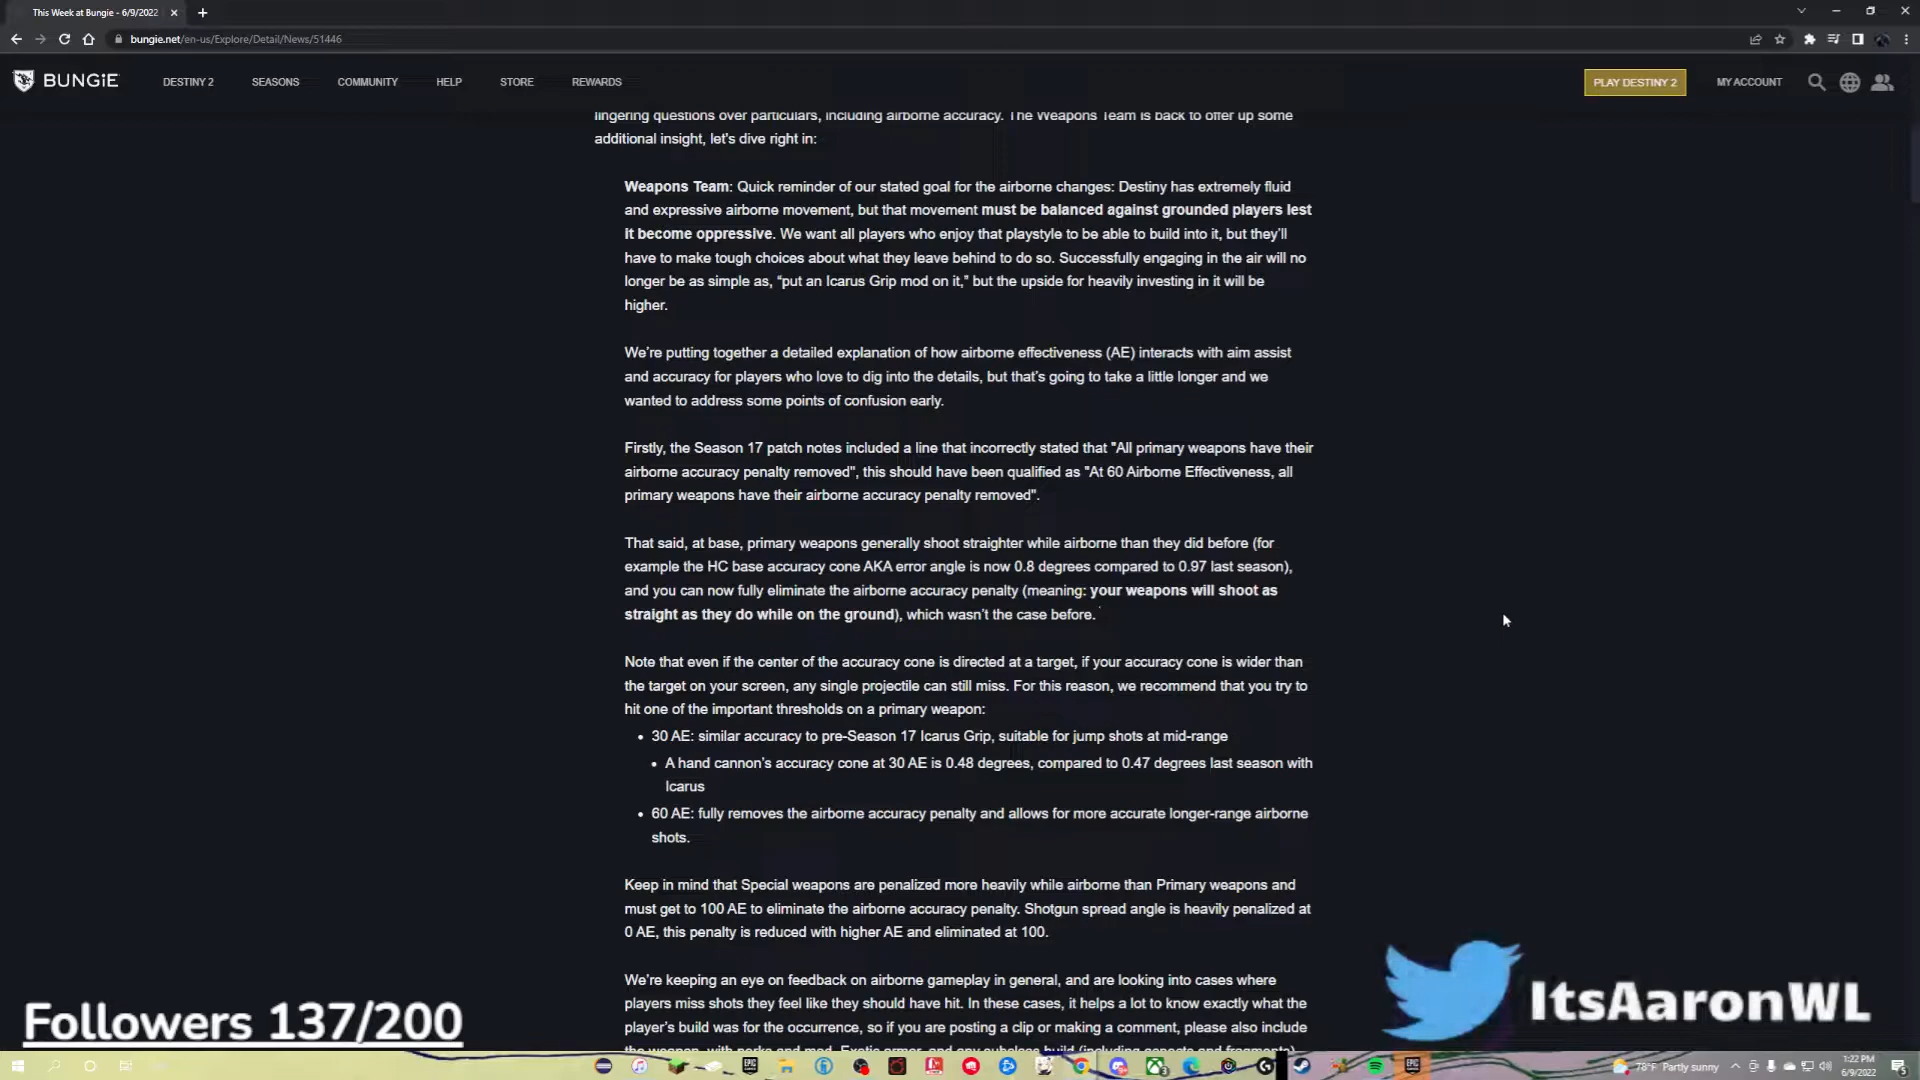 This Week at Bungie - 6/9/2022
bungie.net/en-us/Explore/Detail/News/51446
BUNGiE
DESTINY 2
SEASONS
COMMUNITY
HELP
STORE
REWARDS
PLAY DESTINY 2
MY ACCOUNT
lingering questions over particulars, including airborne accuracy. The Weapons Team is back to offer up some
additional insight, let's dive right in:
Weapons Team: Quick reminder of our stated goal for the airborne changes: Destiny has extremely fluid
and expressive airborne movement, but that movement must be balanced against grounded players lest
it become oppressive. We want all players who enjoy that playstyle to be able to build into it, but they'll
have to make tough choices about what they leave behind to do so. Successfully engaging in the air will no
longer be as simple as, “put an Icarus Grip mod on it,” but the upside for heavily investing in it will be
higher.
We're putting together a detailed explanation of how airborne effectiveness (AE) interacts with aim assist
and accuracy for players who love to dig into the details, but that's going to take a little longer and we
wanted to address some points of confusion early.
Firstly, the Season 17 patch notes included a line that incorrectly stated that "All primary weapons have their
airborne accuracy penalty removed", this should have been qualified as "At 60 Airborne Effectiveness, all
primary weapons have their airborne accuracy penalty removed".
That said, at base, primary weapons generally shoot straighter while airborne than they did before (for
example the HC base accuracy cone AKA error angle is now 0.8 degrees compared to 0.97 last season),
and you can now fully eliminate the airborne accuracy penalty (meaning: your weapons will shoot as
straight as they do while on the ground), which wasn't the case before.
Note that even if the center of the accuracy cone is directed at a target, if your accuracy cone is wider than
the target on your screen, any single projectile can still miss. For this reason, we recommend that you try to
hit one of the important thresholds on a primary weapon:
• 30 AE: similar accuracy to pre-Season 17 Icarus Grip, suitable for jump shots at mid-range
• A hand cannon's accuracy cone at 30 AE is 0.48 degrees, compared to 0.47 degrees last season with
Icarus
• 60 AE: fully removes the airborne accuracy penalty and allows for more accurate longer-range airborne
shots.
Keep in mind that Special weapons are penalized more heavily while airborne than Primary weapons and
must get to 100 AE to eliminate the airborne accuracy penalty. Shotgun spread angle is heavily penalized at
0 AE, this penalty is reduced with higher AE and eliminated at 100.
We're keeping an eye on feedback on airborne gameplay in general, and are looking into cases where
players miss shots they feel like they should have hit. In these cases, it helps a lot to know exactly what the
player's build was for the occurrence, so if you are posting a clip or making a comment, please also include
the weapon, with perks and mod, Exotic armor, and any subclass build (including aspects and fragments)
Followers 137/200
ItsAaronWL
78°F Partly sunny
1:22 PM
6/9/2022